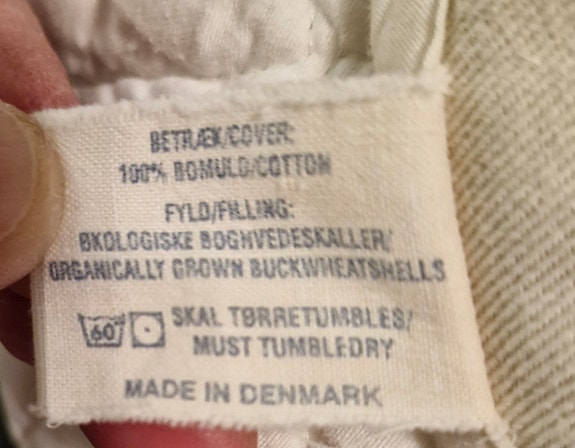 BETRÆK/COVER:
100% BOMULD/COTTON
FYLD/FILLING:
ØKOLOGISKE BOGHVEDESKALLER/
ORGANICALLY GROWN BUCKWHEATSHELLS
60 SKAL TØRRETUMBLES/
MUST TUMBLEDRY
MADE IN DENMARK